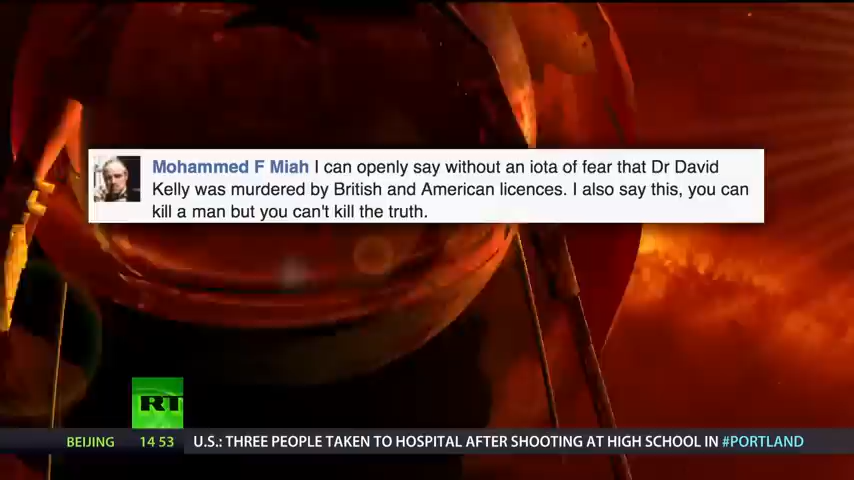 Mohammed F Miah I can openly say without an iota of fear that Dr David
Kelly was murdered by British and American licences. I also say this, you can
kill a man but you can't kill the truth.
RT
BEIJING 14 53 U.S.: THREE PEOPLE TAKEN TO HOSPITAL AFTER SHOOTING AT HIGH SCHOOL IN #PORTLAND